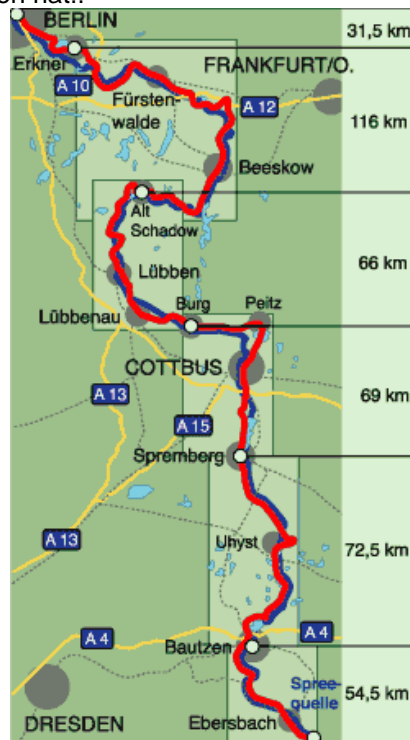 BERLIN
31,5 km
Erkner
FRANKFURT/O.
A 10
Fürsten-
walde
A 12
116 km
Beeskow
Alt
Schadow
66 km
Lübben
Burg
Peitz
Lübbenau
COTTBUS
A 13
69 km
A 15
Spremberg
A 13
Uhyst
72,5 km
A 4
A 4
Bautzen
Spree-
quelle
54,5 km
Ebersbach
DRESDEN